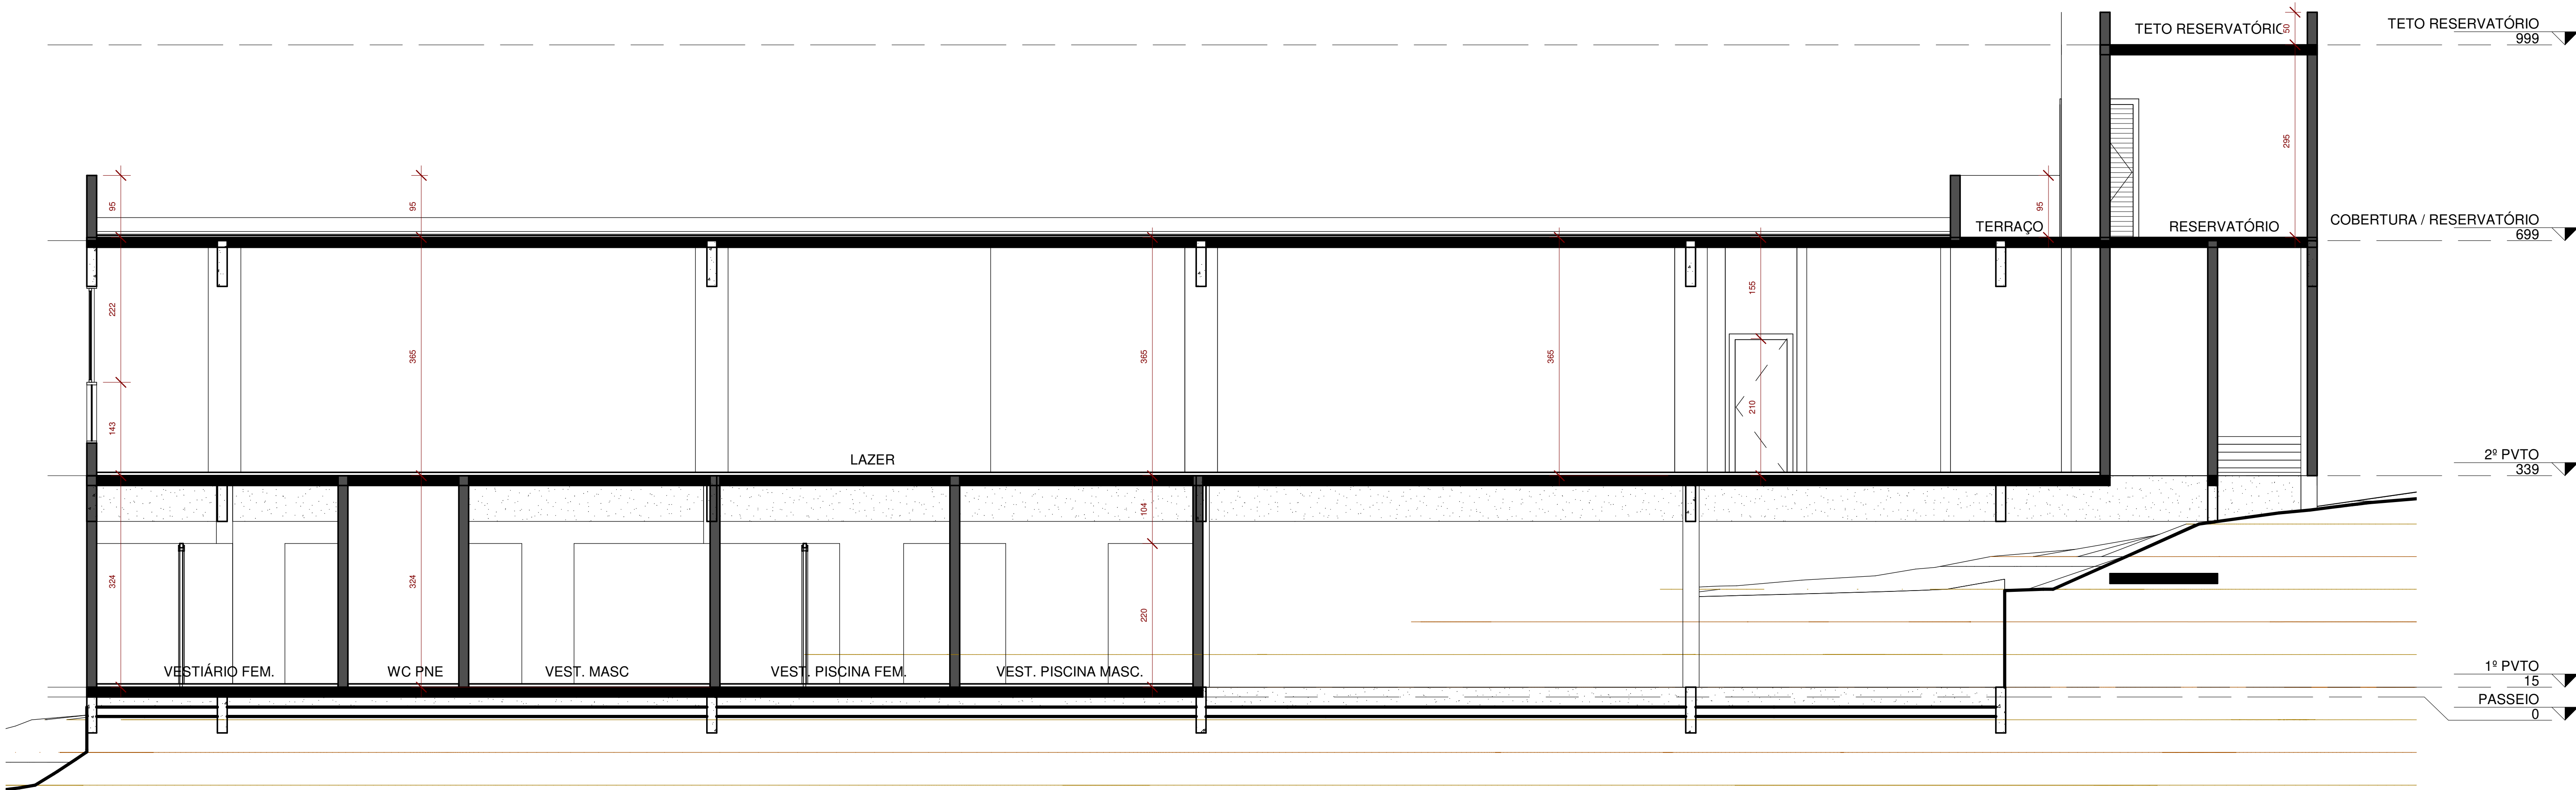 TETO RESERVATÓRIO
50
TETO RESERVATÓRIO
999
295
95
95
95
TERRAÇO
RESERVATÓRIO
COBERTURA / RESERVATÓRIO
699
222
365
365
365
155
143
210
LAZER
2º PVTO
339
104
324
324
220
VESTIÁRIO FEM.
WC PNE
VEST. MASC
VEST. PISCINA FEM.
VEST. PISCINA MASC.
1º PVTO
15
PASSEIO
0